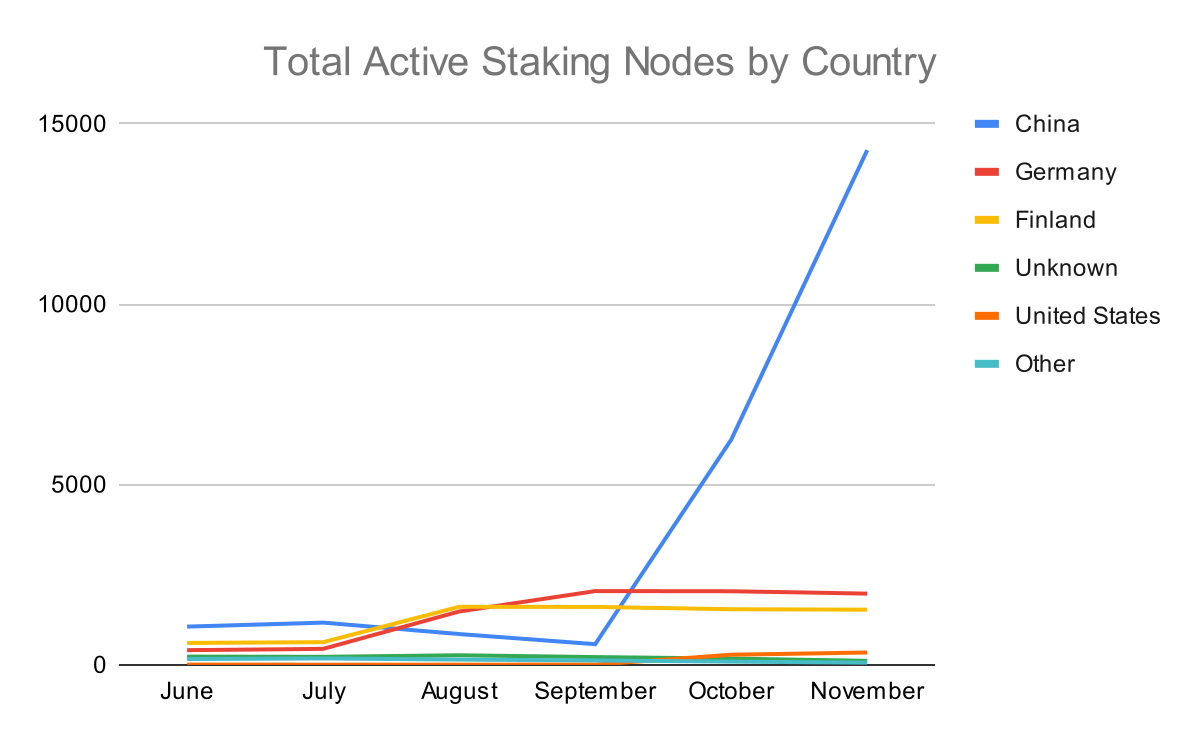 Total Active Staking Nodes by Country
15000
10000
5000
0
June July August September October November
China
Germany
Finland
Unknown
United States
Other